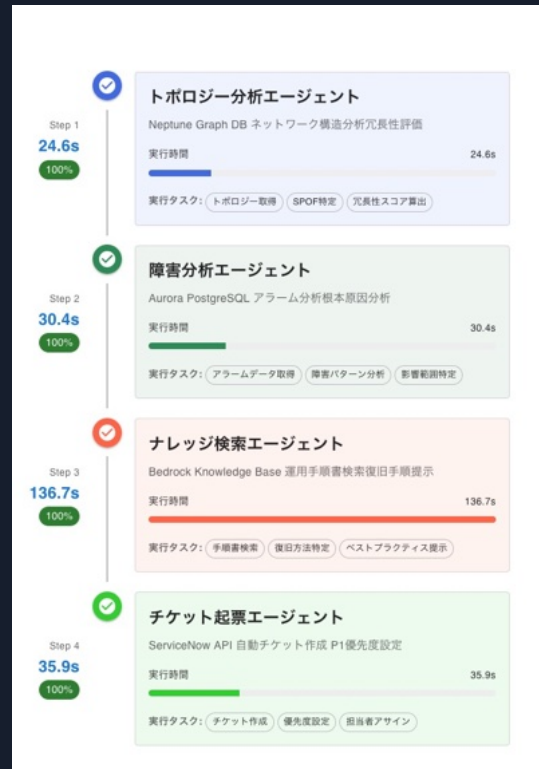 トポロジー分析エージェント
Step 1
Neptune Graph DB ネットワーク構造分析冗長性評価
24.6s
実行時間 24.6s
100%
実行タスク: トポロジー取得 SPOF特定 冗長性スコア算出
障害分析エージェント
Step 2
Aurora PostgreSQL アラーム分析根本原因分析
30.4s
実行時間 30.4s
100%
実行タスク: アラームデータ取得 障害パターン分析 影響範囲特定
ナレッジ検索エージェント
Step 3
Bedrock Knowledge Base 運用手順書検索復旧手順提示
136.7s
実行時間 136.7s
100%
実行タスク: 手順書検索 復旧方法特定 ベストプラクティス提示
チケット起票エージェント
Step 4
ServiceNow API 自動チケット作成 P1優先度設定
35.9s
実行時間 35.9s
100%
実行タスク: チケット作成 優先度設定 担当者アサイン